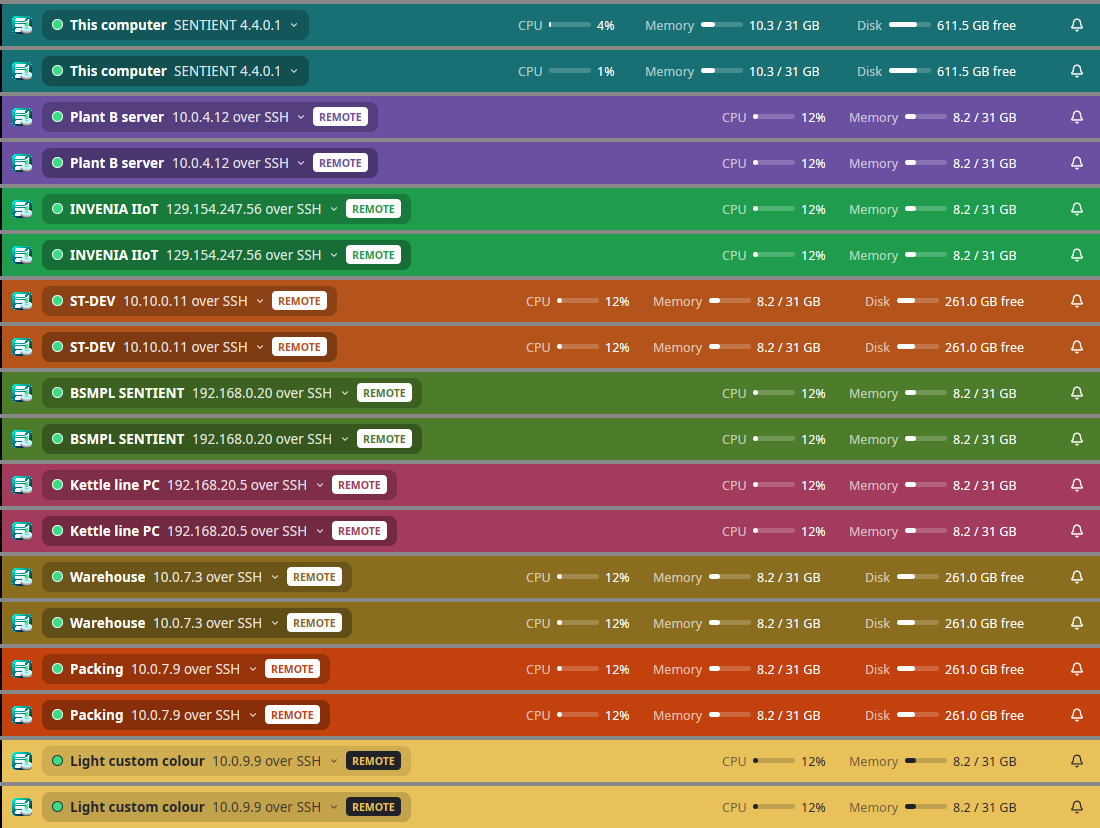 This computer SENTIENT 4.4.0.1 CPU 4% Memory 10.3 / 31 GB Disk 611.5 GB free
This computer SENTIENT 4.4.0.1 CPU 1% Memory 10.3 / 31 GB Disk 611.5 GB free
Plant B server 10.0.4.12 over SSH REMOTE CPU 12% Memory 8.2 / 31 GB
Plant B server 10.0.4.12 over SSH REMOTE CPU 12% Memory 8.2 / 31 GB
INVENIA IIoT 129.154.247.56 over SSH REMOTE CPU 12% Memory 8.2 / 31 GB
INVENIA IIoT 129.154.247.56 over SSH REMOTE CPU 12% Memory 8.2 / 31 GB
ST-DEV 10.10.0.11 over SSH REMOTE CPU 12% Memory 8.2 / 31 GB Disk 261.0 GB free
ST-DEV 10.10.0.11 over SSH REMOTE CPU 12% Memory 8.2 / 31 GB Disk 261.0 GB free
BSMPL SENTIENT 192.168.0.20 over SSH REMOTE CPU 12% Memory 8.2 / 31 GB
BSMPL SENTIENT 192.168.0.20 over SSH REMOTE CPU 12% Memory 8.2 / 31 GB
Kettle line PC 192.168.20.5 over SSH REMOTE CPU 12% Memory 8.2 / 31 GB
Kettle line PC 192.168.20.5 over SSH REMOTE CPU 12% Memory 8.2 / 31 GB
Warehouse 10.0.7.3 over SSH REMOTE CPU 12% Memory 8.2 / 31 GB Disk 261.0 GB free
Warehouse 10.0.7.3 over SSH REMOTE CPU 12% Memory 8.2 / 31 GB Disk 261.0 GB free
Packing 10.0.7.9 over SSH REMOTE CPU 12% Memory 8.2 / 31 GB Disk 261.0 GB free
Packing 10.0.7.9 over SSH REMOTE CPU 12% Memory 8.2 / 31 GB Disk 261.0 GB free
Light custom colour 10.0.9.9 over SSH REMOTE CPU 12% Memory 8.2 / 31 GB
Light custom colour 10.0.9.9 over SSH REMOTE CPU 12% Memory 8.2 / 31 GB